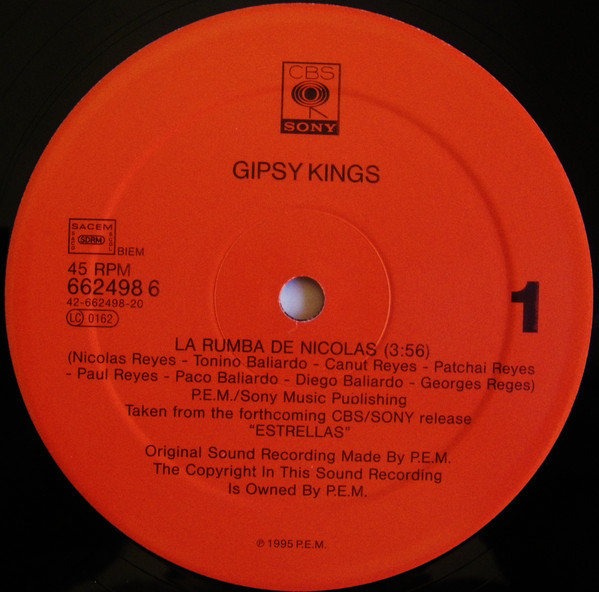 CBS
SONY
GIPSY KINGS
SACEM
SDRM
BIEM
45 RPM
662498 6
42-662498-20
LC 0162
1
LA RUMBA DE NICOLAS (3:56)
(Nicolas Reyes - Tonino Baliardo - Canut Reyes - Patchai Reyes
- Paul Reyes - Paco Baliardo - Diego Baliardo - Georges Reges)
P.E.M./Sony Music Puolishing
Taken from the forthcoming CBS/SONY release
"ESTRELLAS"
Original Sound Recording Made By P.E.M.
The Copyright In This Sound Recording
Is Owned By P.E.M.
℗ 1995 P.E.M.